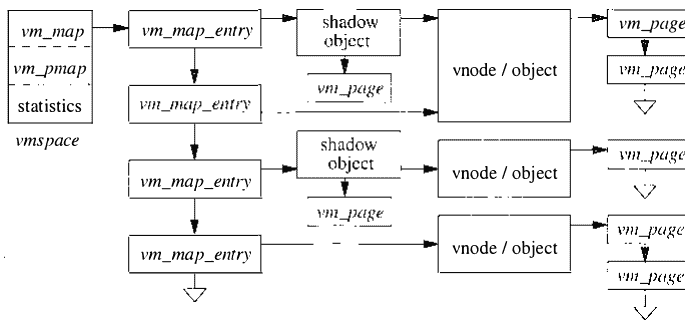 vm_map
vm_pmap
statistics
vmspace
vm_map_entry
vm_map_entry
vm_map_entry
vm_map_entry
shadow
object
vm_page
shadow
object
vm_page
vnode / object
vnode / object
vnode / object
vm_page
vm_page
vm_page
vm_page
vm_page